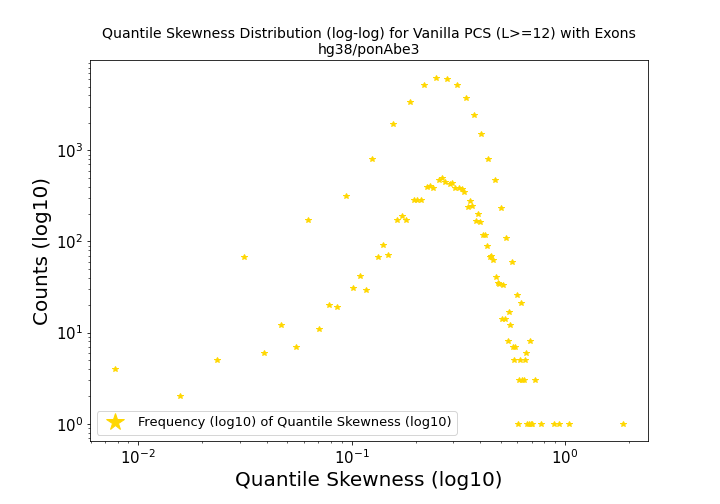 Quantile Skewness Distribution (log-log) for Vanilla PCS (L>=12) with Exons
hg38/ponAbe3
Counts (log10)
10³
10²
10¹
10⁰
Frequency (log10) of Quantile Skewness (log10)
10⁻² 10⁻¹ 10⁰
Quantile Skewness (log10)